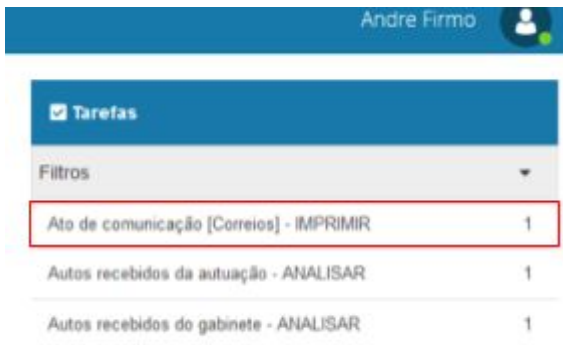 Andre Firmo
Tarefas
Filtros
Ato de comunicação [Correios] - IMPRIMIR 1
Autos recebidos da autuação - ANALISAR 1
Autos recebidos do gabinete - ANALISAR 1